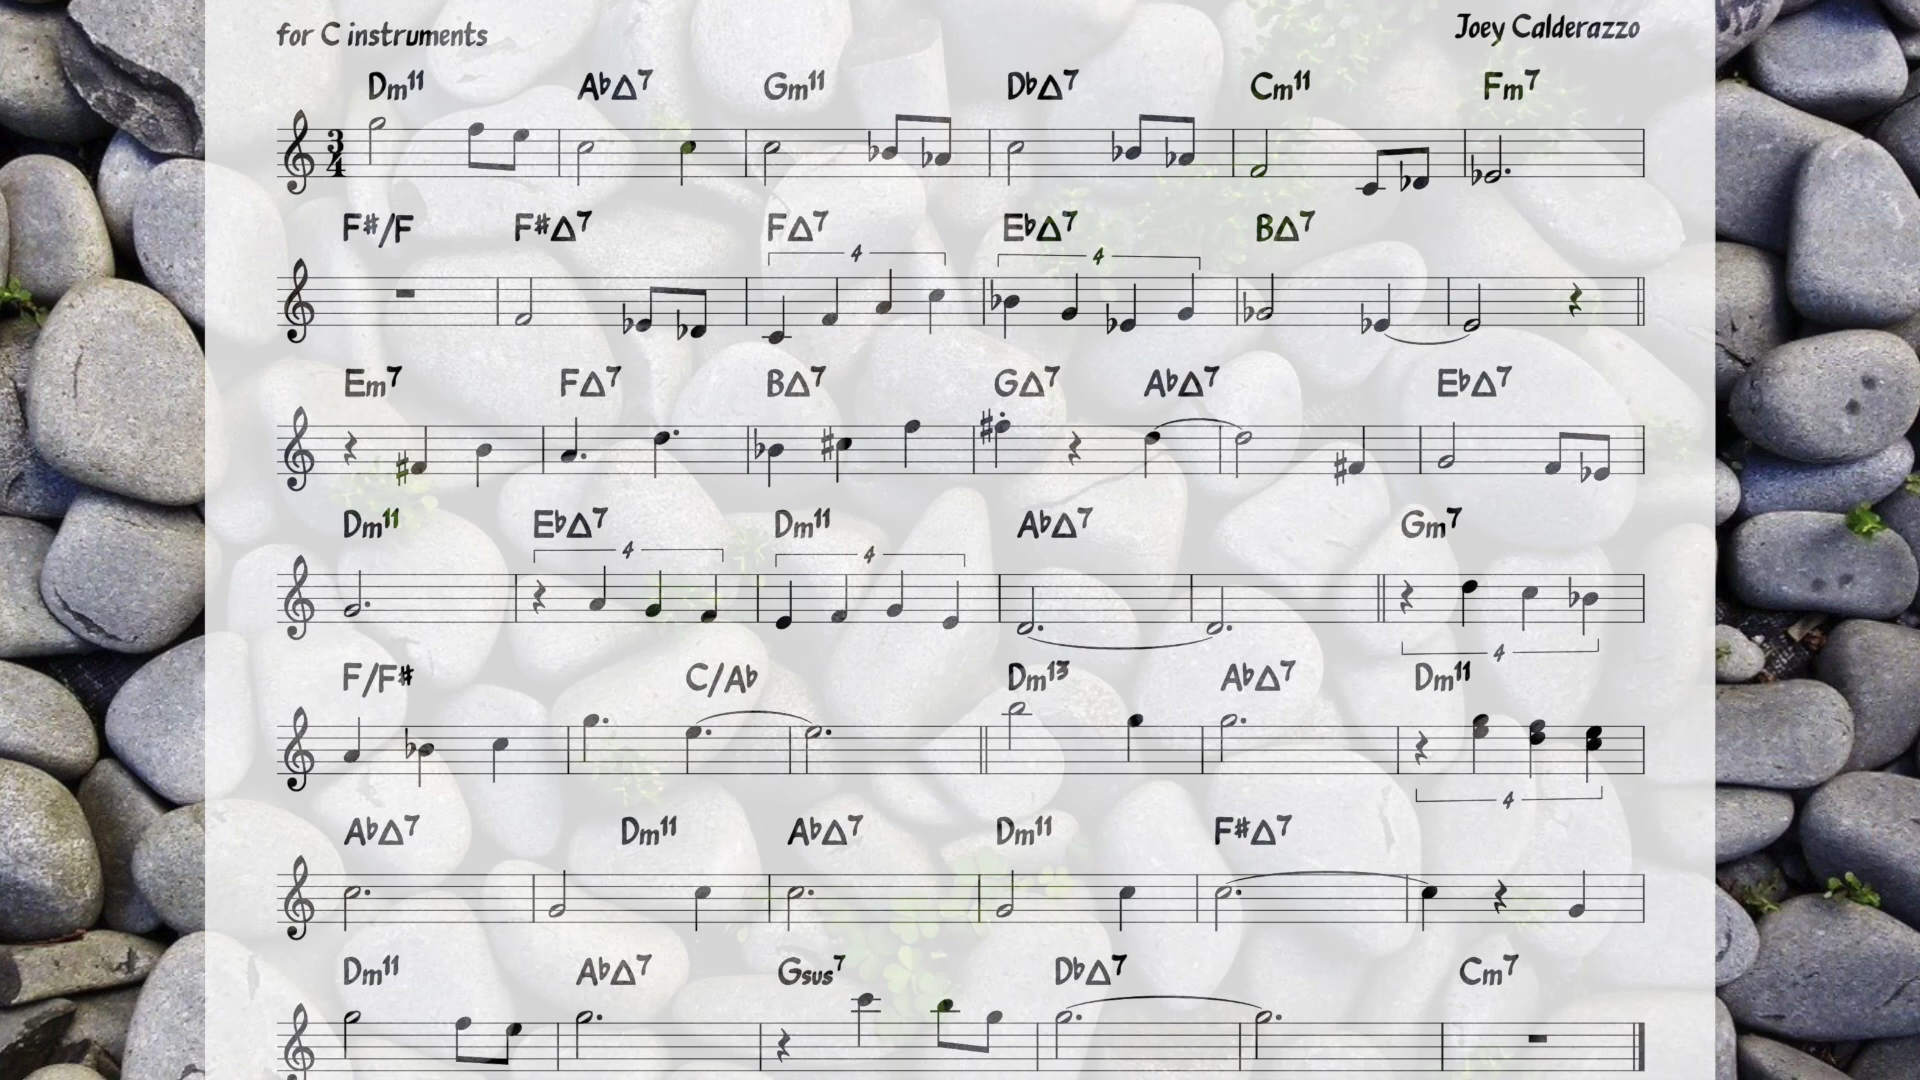 for C instruments
Joey Calderazzo
Dm11 A♭Δ7 Gm11 D♭Δ7 Cm11 Fm7
3
4
F#/F F#Δ7 FΔ7 E♭Δ7 BΔ7
4 4
Em7 FΔ7 BΔ7 GΔ7 A♭Δ7 E♭Δ7
Dm11 E♭Δ7 Dm11 A♭Δ7 Gm7
4 4
4
F/F# C/A♭ Dm13 A♭Δ7 Dm11
4
A♭Δ7 Dm11 A♭Δ7 Dm11 F#Δ7
Dm11 A♭Δ7 Gsus7 D♭Δ7 Cm7